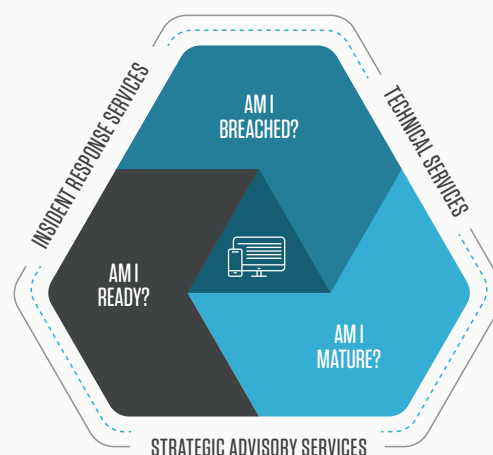 INSIDENT RESPONSE SERVICES
TECHNICAL SERVICES
AM I
BREACHED?
AM I
READY?
AM I
MATURE?
STRATEGIC ADVISORY SERVICES